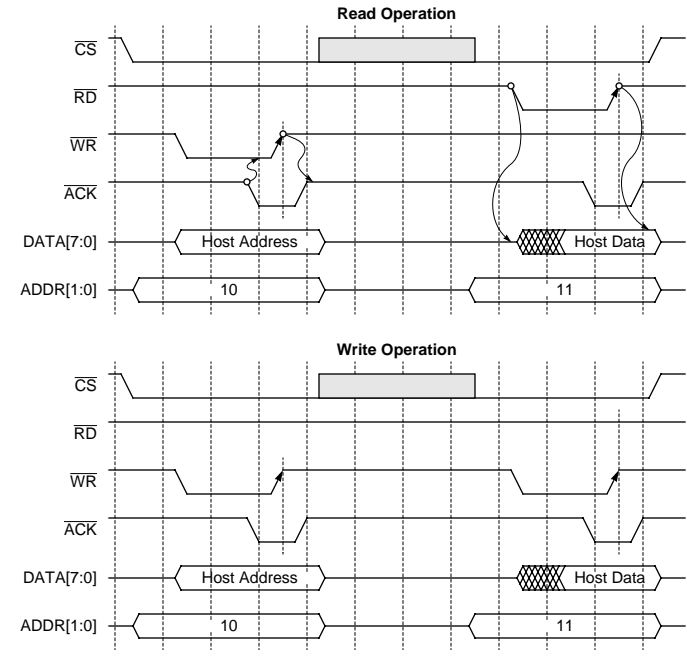 Read Operation
CS
RD
WR
ACK
DATA[7:0] Host Address Host Data
ADDR[1:0] 10 11
Write Operation
CS
RD
WR
ACK
DATA[7:0] Host Address Host Data
ADDR[1:0] 10 11